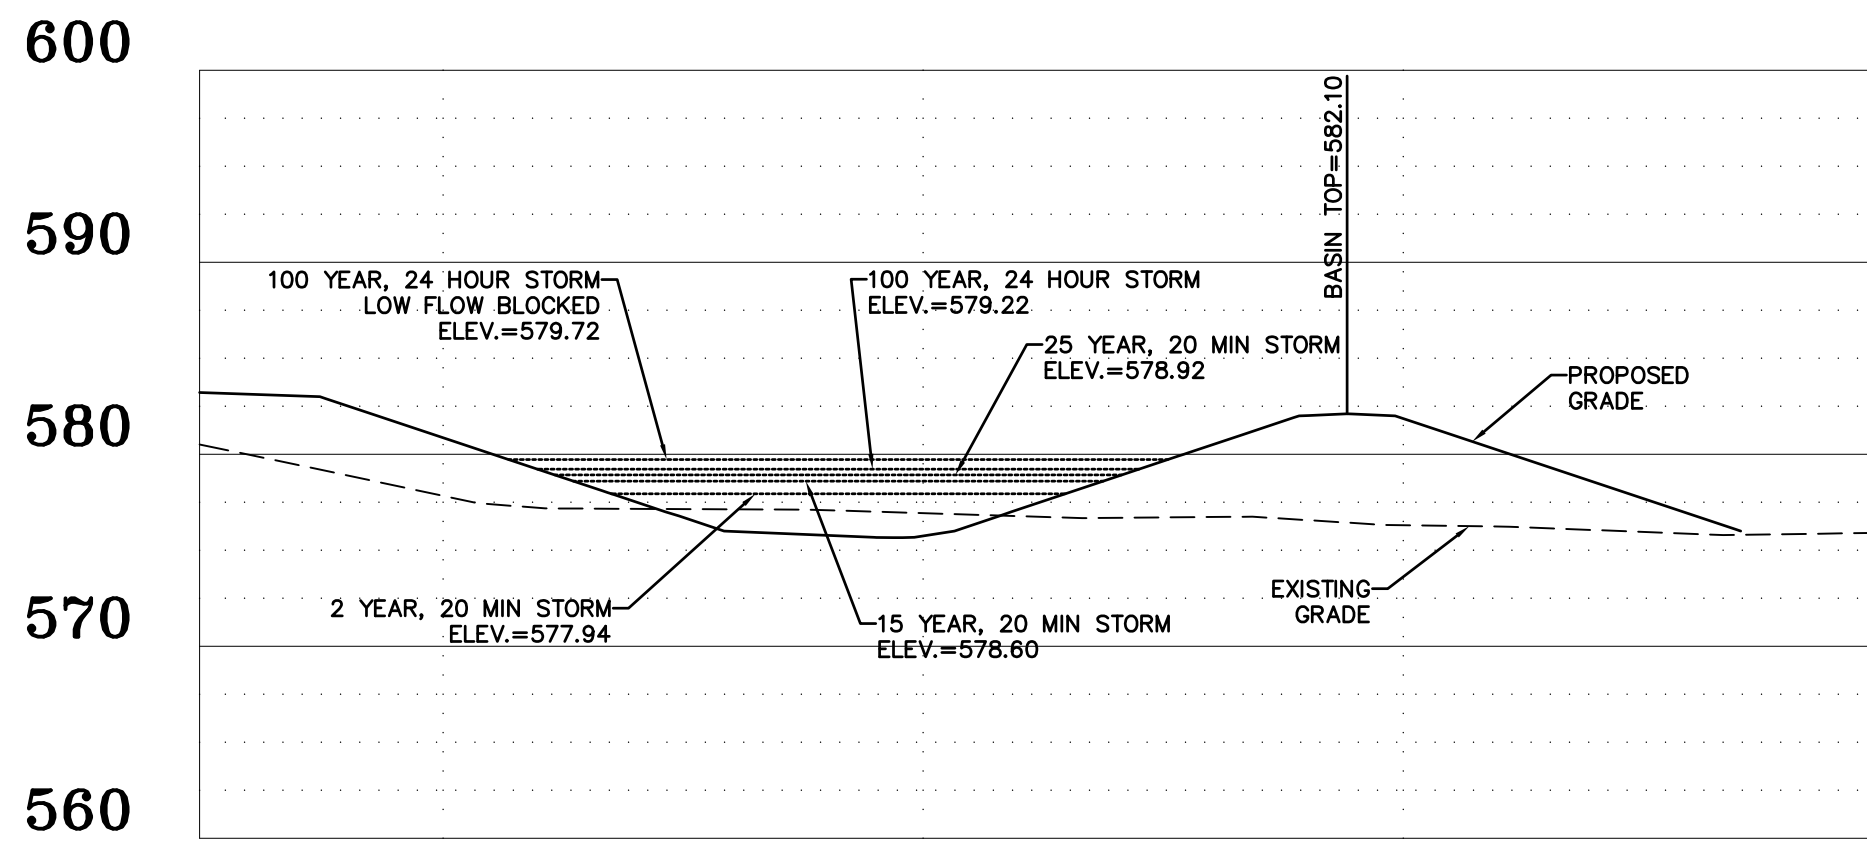 600
590
580
570
560
BASIN TOP=582.10
100 YEAR, 24 HOUR STORM
LOW FLOW BLOCKED
ELEV.=579.72
100 YEAR, 24 HOUR STORM
ELEV.=579.22
25 YEAR, 20 MIN STORM
ELEV.=578.92
PROPOSED
GRADE
2 YEAR, 20 MIN STORM
ELEV.=577.94
15 YEAR, 20 MIN STORM
ELEV.=578.60
EXISTING
GRADE